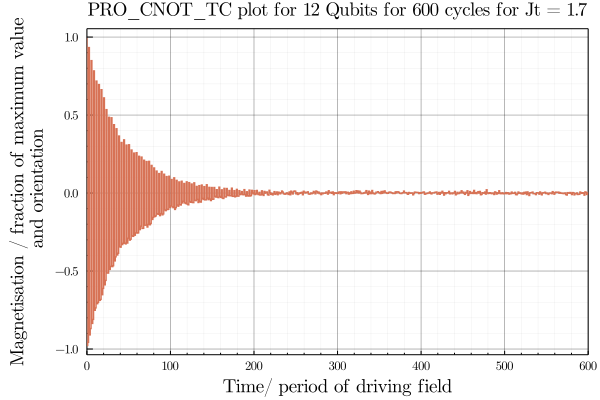 PRO_CNOT_TC plot for 12 Qubits for 600 cycles for Jt = 1.7
Magnetisation / fraction of maximum value
and orientation
1.0
0.5
0.0
−0.5
−1.0
0 100 200 300 400 500 600
Time/ period of driving field